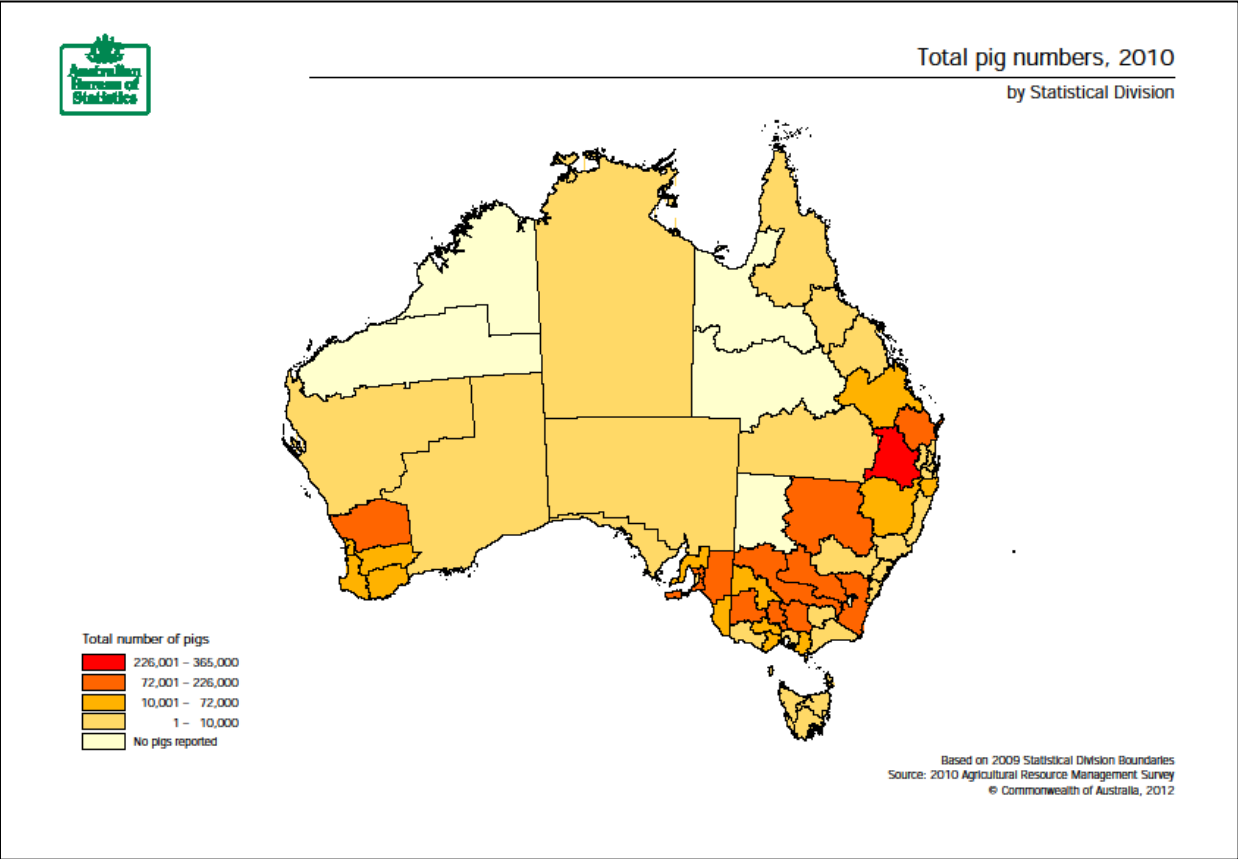 Australian
Bureau of
Statistics
Total pig numbers, 2010
by Statistical Division
Total number of pigs
226,001 – 365,000
72,001 – 226,000
10,001 – 72,000
1 – 10,000
No pigs reported
Based on 2009 Statistical Division Boundaries
Source: 2010 Agricultural Resource Management Survey
© Commonwealth of Australia, 2012